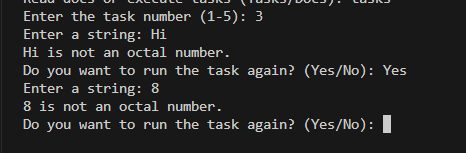 Read docs or execute tasks (Tasks/Docs): tasks
Enter the task number (1-5): 3
Enter a string: Hi
Hi is not an octal number.
Do you want to run the task again? (Yes/No): Yes
Enter a string: 8
8 is not an octal number.
Do you want to run the task again? (Yes/No):